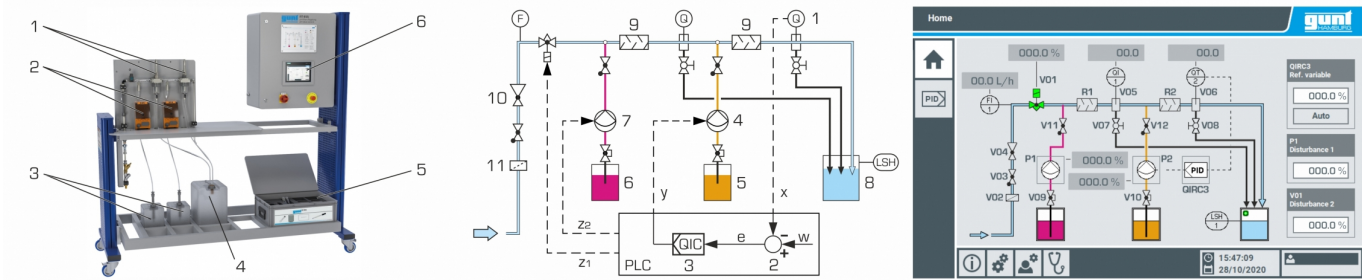 1
2
3
4
5
6
F
Q
Q
1
9
9
10
11
7
4
6
5
8
LSH
y
x
z2
z1
e
w
QIC
PLC
3
2
-
+
Home
gunt
HAMBURG
000.0 %
00.0
00.0
00.0 L/h
V01
QI
1
QT
2
FI
1
R1
V05
R2
V06
V11
V07
V12
V08
V04
V03
V02
P1
000.0 %
000.0 %
P2
PID
QIRC3
V09
V10
LSH
1
PID
QIRC3
Ref. variable
000.0 %
Auto
P1
Disturbance 1
000.0 %
V01
Disturbance 2
000.0 %
15:47:09
28/10/2020